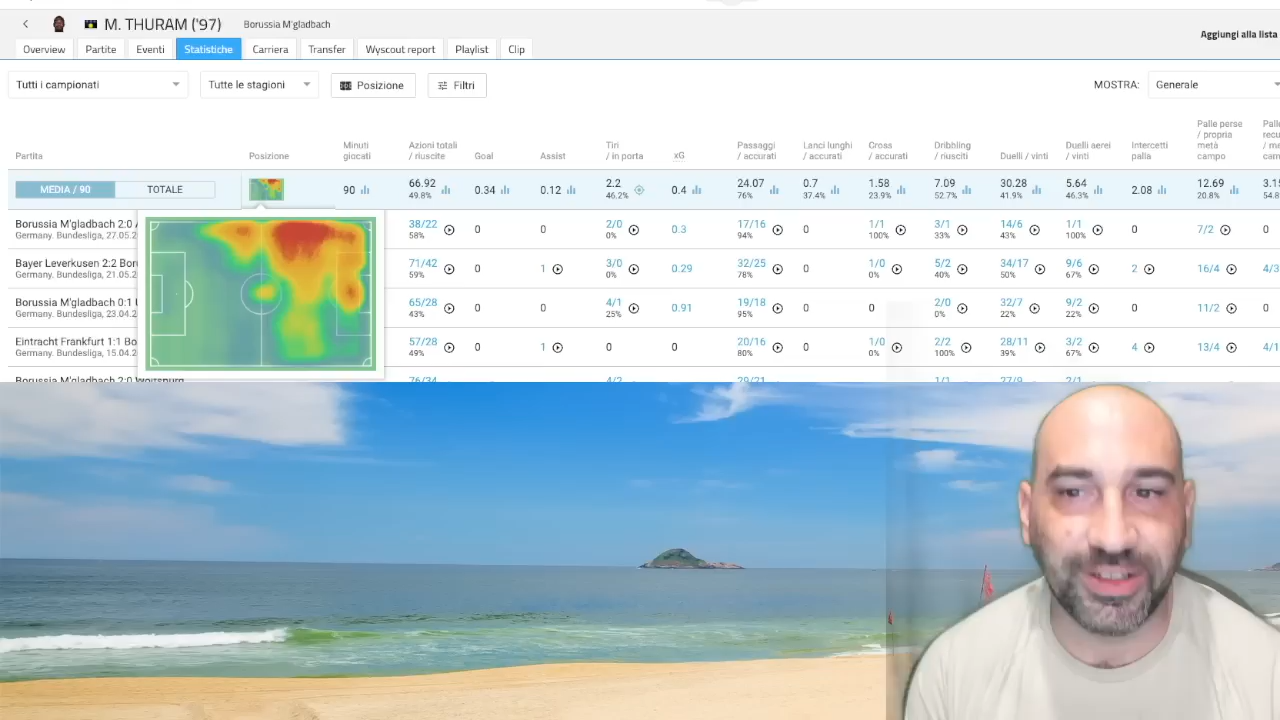 M. THURAM ('97) Borussia M'gladbach
Aggiungi alla lista
Overview Partite Eventi Statistiche Carriera Transfer Wyscout report Playlist Clip
Tutti i campionati Tutte le stagioni Posizione Filtri MOSTRA: Generale
Partita Posizione Minuti giocati Azioni totali / riuscite Goal Assist Tiri / in porta xG Passaggi / accurati Lanci lunghi / accurati Cross / accurati Dribbling / riusciti Duelli / vinti Duelli aerei / vinti Intercetti palla Palle perse / propria metà campo
MEDIA / 90 TOTALE 90 66.92 0.34 0.12 2.2 0.4 24.07 0.7 1.58 7.09 30.28 5.64 2.08 12.69
49.8% 46.2% 76% 37.4% 23.9% 52.7% 41.9% 46.3% 20.8%
Borussia M'gladbach 2:0 38/22 0 0 2/0 0.3 17/16 0 1/1 3/1 14/6 1/1 0 7/2
Germany. Bundesliga, 27.05 58% 0% 94% 100% 33% 43% 100%
Bayer Leverkusen 2:2 71/42 0 1 3/0 0.29 32/25 0 1/0 5/2 34/17 9/6 2 16/4
Germany. Bundesliga, 21.05 59% 0% 78% 0% 40% 50% 67%
Borussia M'gladbach 0:1 65/28 0 0 4/1 0.91 19/18 0 0 2/0 32/7 9/2 0 11/2
Germany. Bundesliga, 23.04 43% 25% 95% 0% 22% 22%
Eintracht Frankfurt 1:1 57/28 0 1 0 0 20/16 0 1/0 2/2 28/11 3/2 4 13/4
Germany. Bundesliga, 15.04 49% 80% 0% 100% 39% 67%